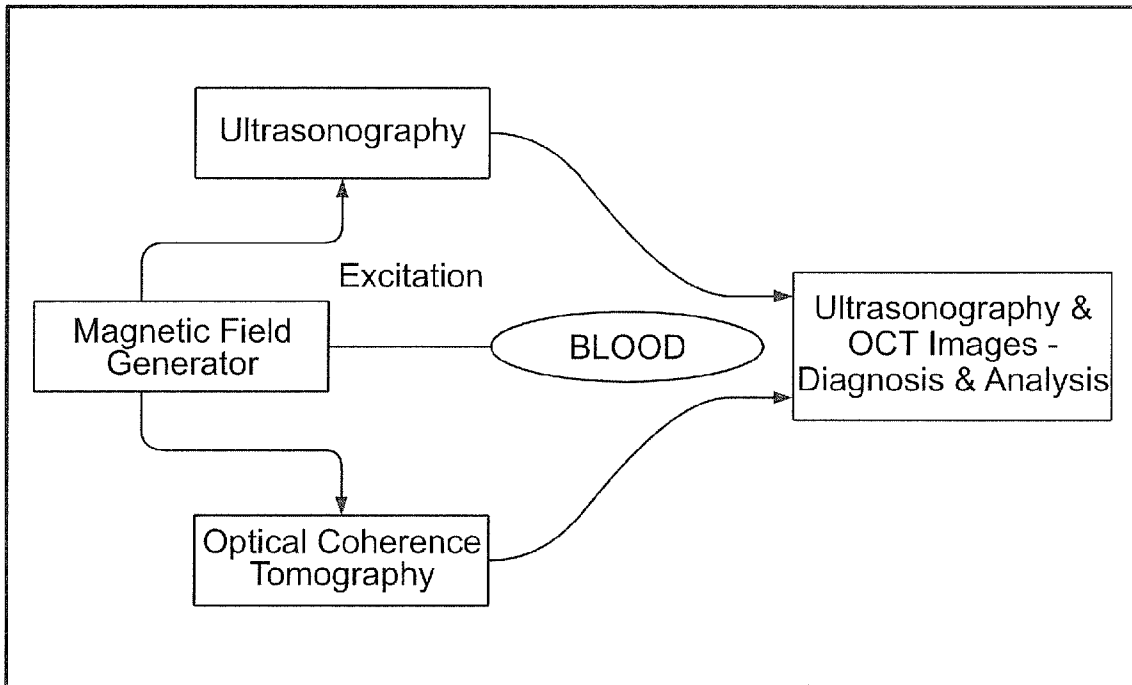 Ultrasonography
Excitation
Magnetic Field
Generator
BLOOD
Ultrasonography &
OCT Images -
Diagnosis & Analysis
Optical Coherence
Tomography